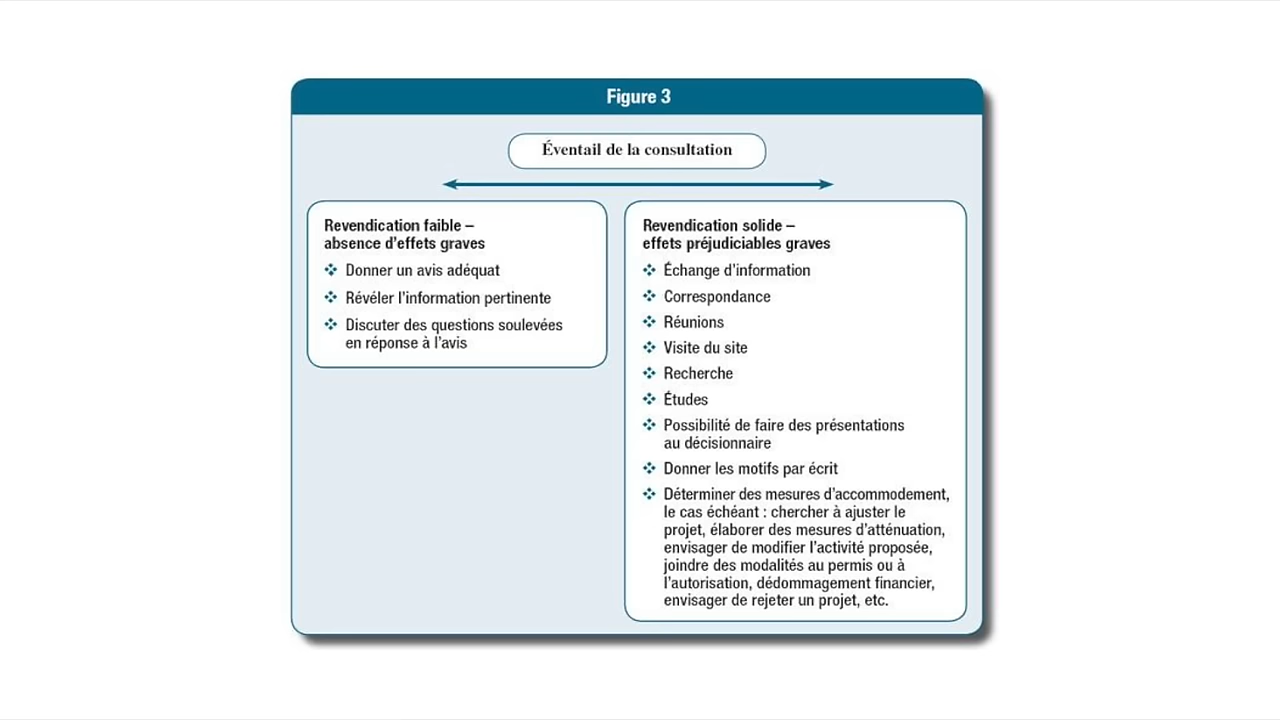 Figure 3
Éventail de la consultation
Revendication faible –
absence d'effets graves
Donner un avis adéquat
Révéler l'information pertinente
Discuter des questions soulevées
en réponse à l'avis
Revendication solide –
effets préjudiciables graves
Échange d'information
Correspondance
Réunions
Visite du site
Recherche
Études
Possibilité de faire des présentations
au décisionnaire
Donner les motifs par écrit
Déterminer des mesures d'accommodement,
le cas échéant : chercher à ajuster le
projet, élaborer des mesures d'atténuation,
envisager de modifier l'activité proposée,
joindre des modalités au permis ou à
l'autorisation, dédommagement financier,
envisager de rejeter un projet, etc.